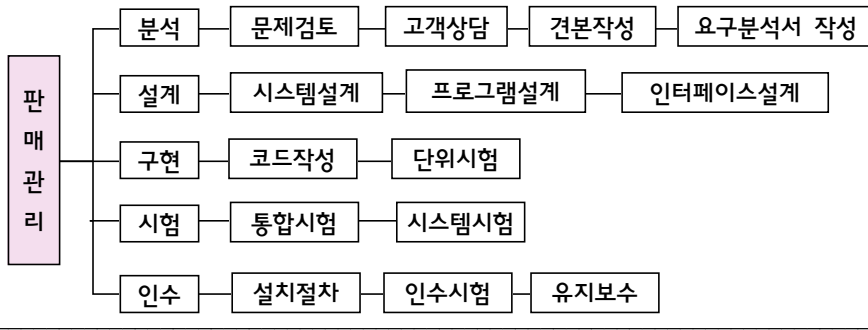 판매관리
분석 문제검토 고객상담 견본작성 요구분석서 작성
설계 시스템설계 프로그램설계 인터페이스설계
구현 코드작성 단위시험
시험 통합시험 시스템시험
인수 설치절차 인수시험 유지보수